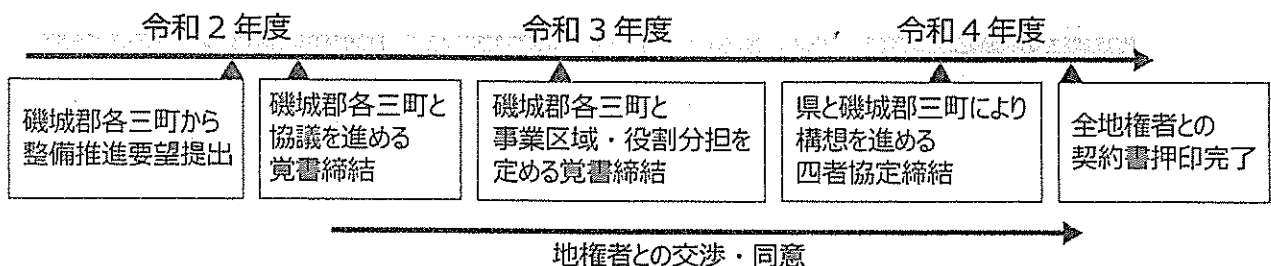 令和2年度
令和3年度
令和4年度
磯城郡各三町から
整備推進要望提出
磯城郡各三町と
協議を進める
覚書締結
磯城郡各三町と
事業区域・役割分担を
定める覚書締結
県と磯城郡三町により
構想を進める
四者協定締結
全地権者との
契約書押印完了
地権者との交渉・同意